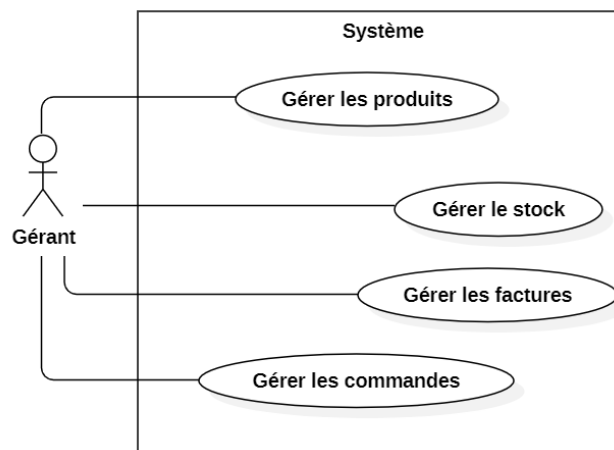 Système
Gérer les produits
Gérer le stock
Gérant
Gérer les factures
Gérer les commandes